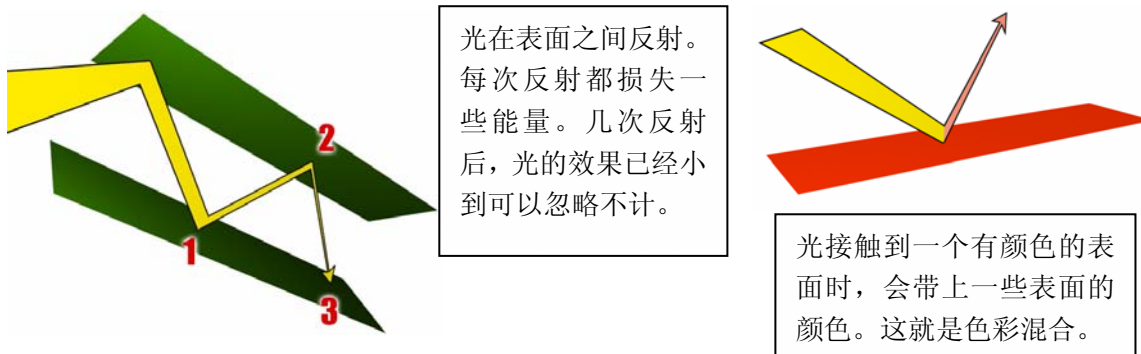 光在表面之间反射。
每次反射都损失一
些能量。几次反射
后，光的效果已经小
到可以忽略不计。
2
1
3
光接触到一个有颜色的表
面时，会带上一些表面的
颜色。这就是色彩混合。